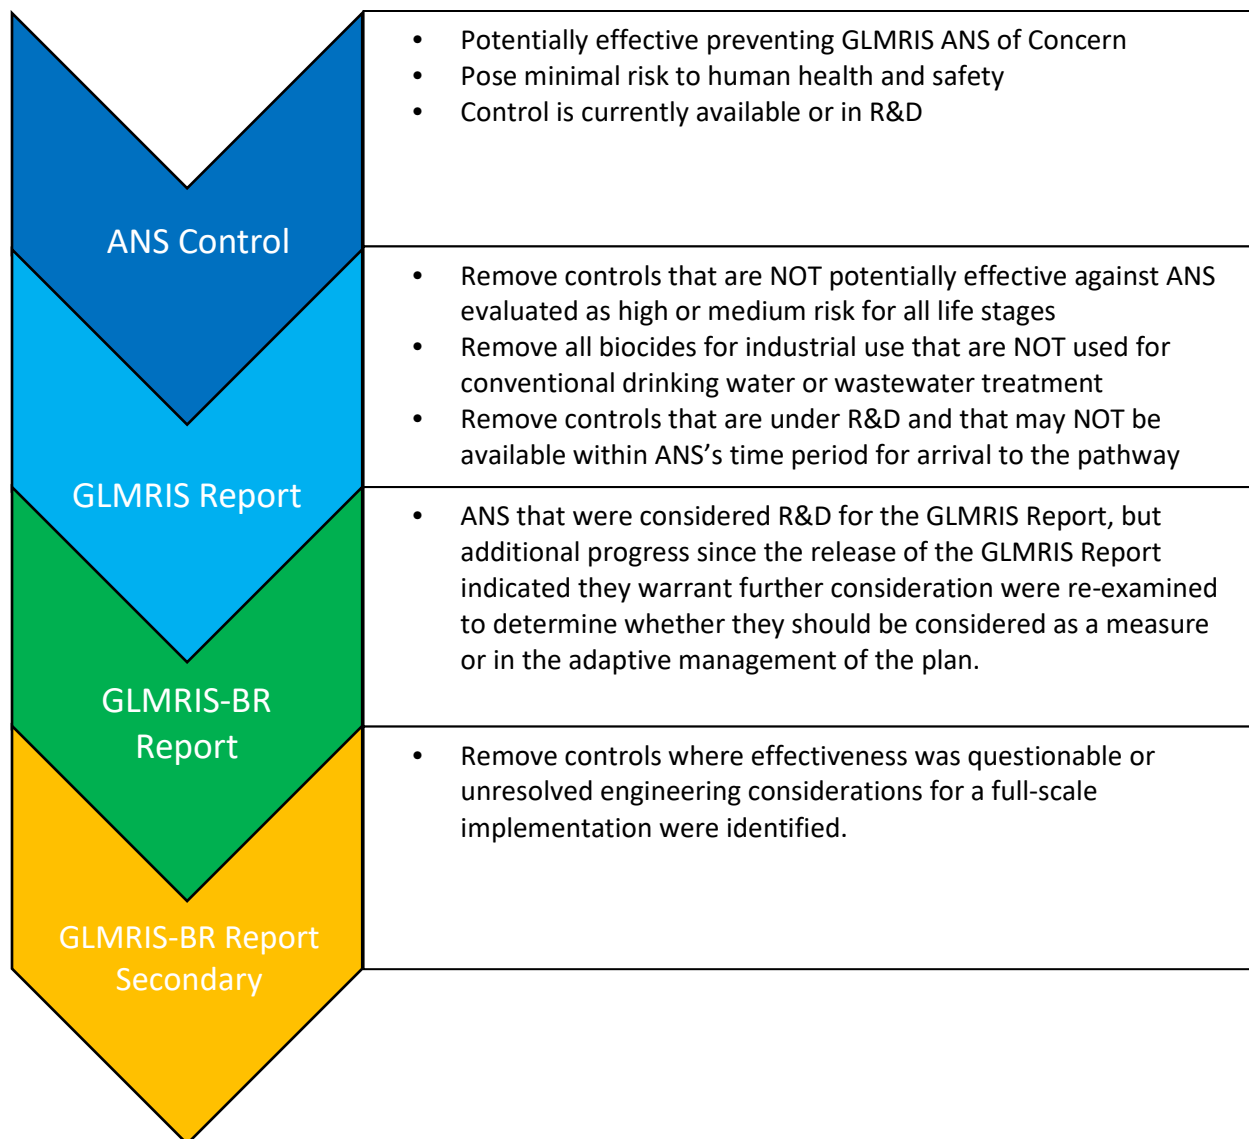 • Potentially effective preventing GLMRIS ANS of Concern
• Pose minimal risk to human health and safety
• Control is currently available or in R&D
ANS Control
• Remove controls that are NOT potentially effective against ANS
evaluated as high or medium risk for all life stages
• Remove all biocides for industrial use that are NOT used for
conventional drinking water or wastewater treatment
• Remove controls that are under R&D and that may NOT be
available within ANS’s time period for arrival to the pathway
GLMRIS Report
• ANS that were considered R&D for the GLMRIS Report, but
additional progress since the release of the GLMRIS Report
indicated they warrant further consideration were re-examined
to determine whether they should be considered as a measure
or in the adaptive management of the plan.
GLMRIS-BR
Report
• Remove controls where effectiveness was questionable or
unresolved engineering considerations for a full-scale
implementation were identified.
GLMRIS-BR Report
Secondary